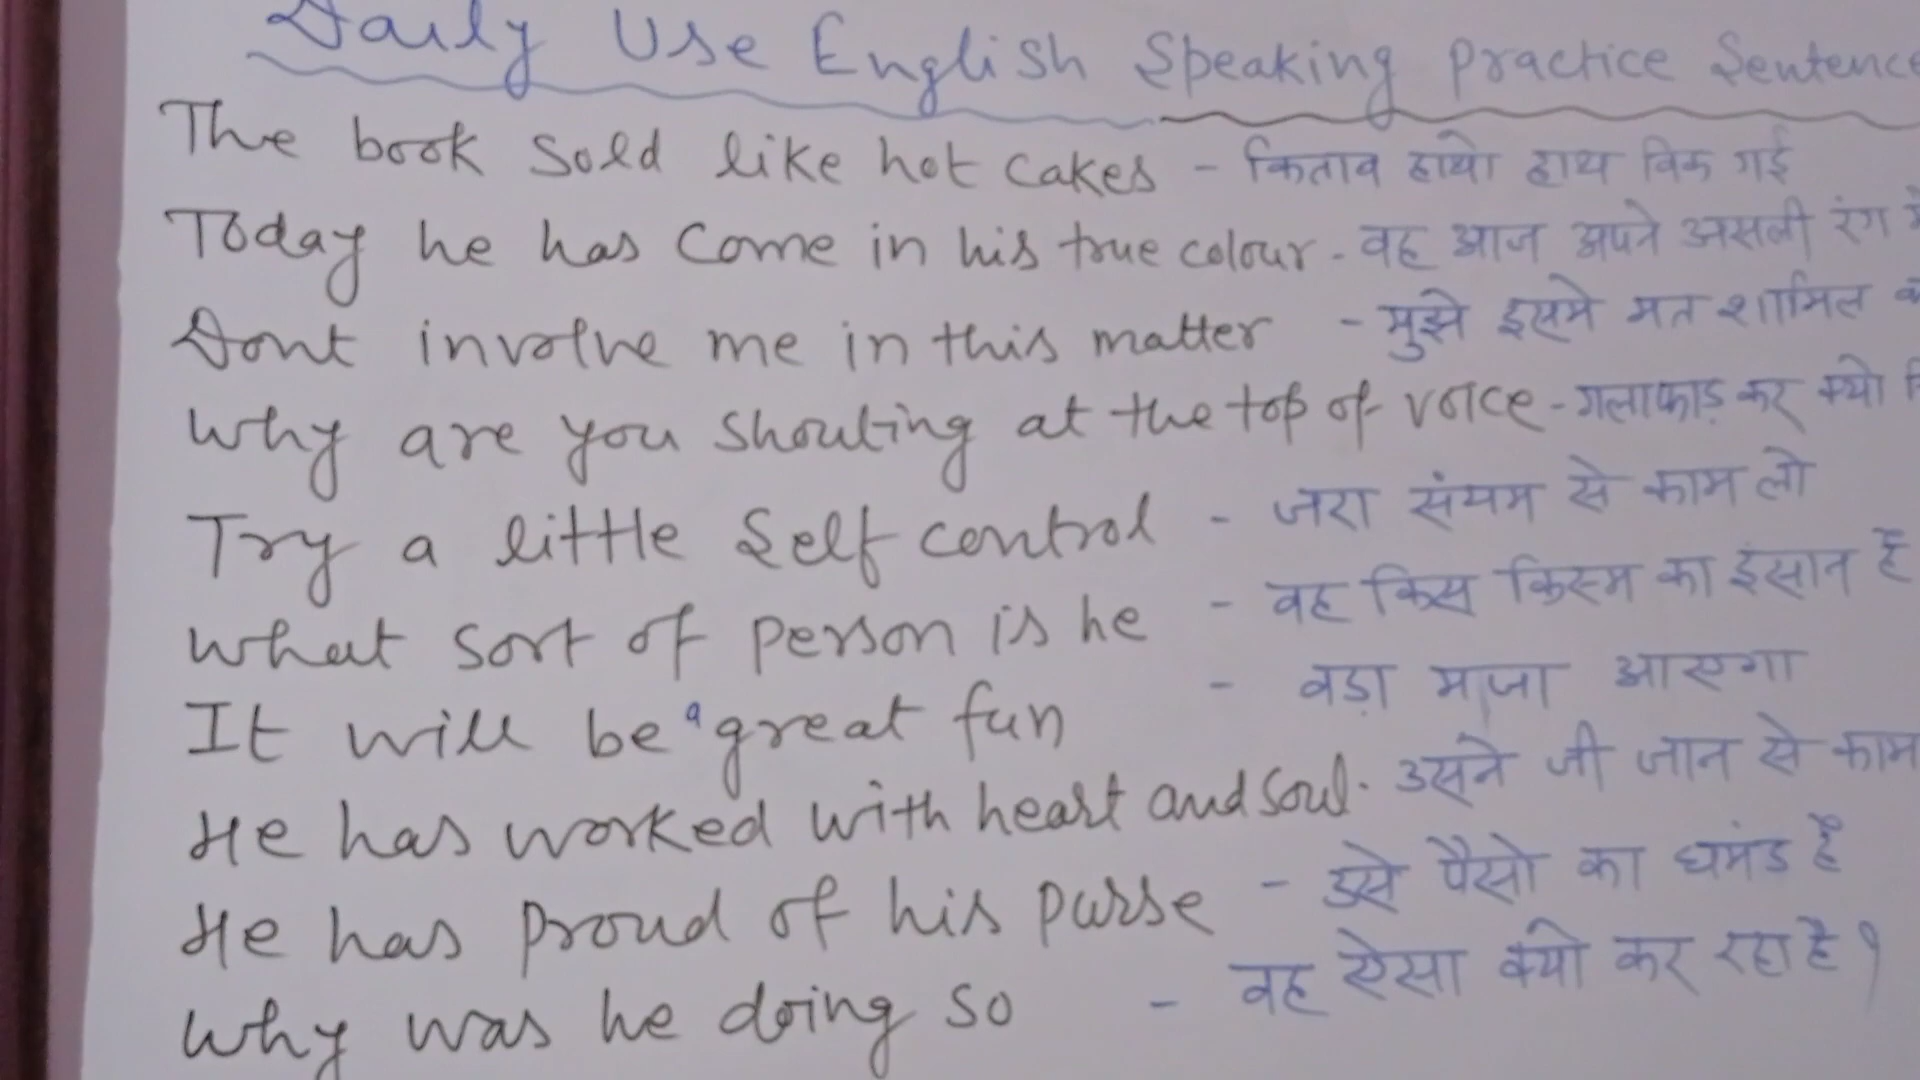 Daily Use English Speaking Practice Sentence
The book sold like hot cakes - किताब हाथो हाथ बिक गई
Today he has come in his true colour - वह आज अपने असली रंग में
Dont involve me in this matter - मुझे इसमे मत शामिल
Why are you shouting at the top of voice - गलाफाड़ कर क्यो
Try a little Self control - जरा संयम से काम लो
What sort of person is he - वह किस किस्म का इंसान है
It will be a great fun - बड़ा माजा आएगा
He has worked with heart and soul. उसने जी जान से काम
He has proud of his purse - उसे पैसो का घमंड है
Why was he doing so - वह ऐसा क्यो कर रहा है?